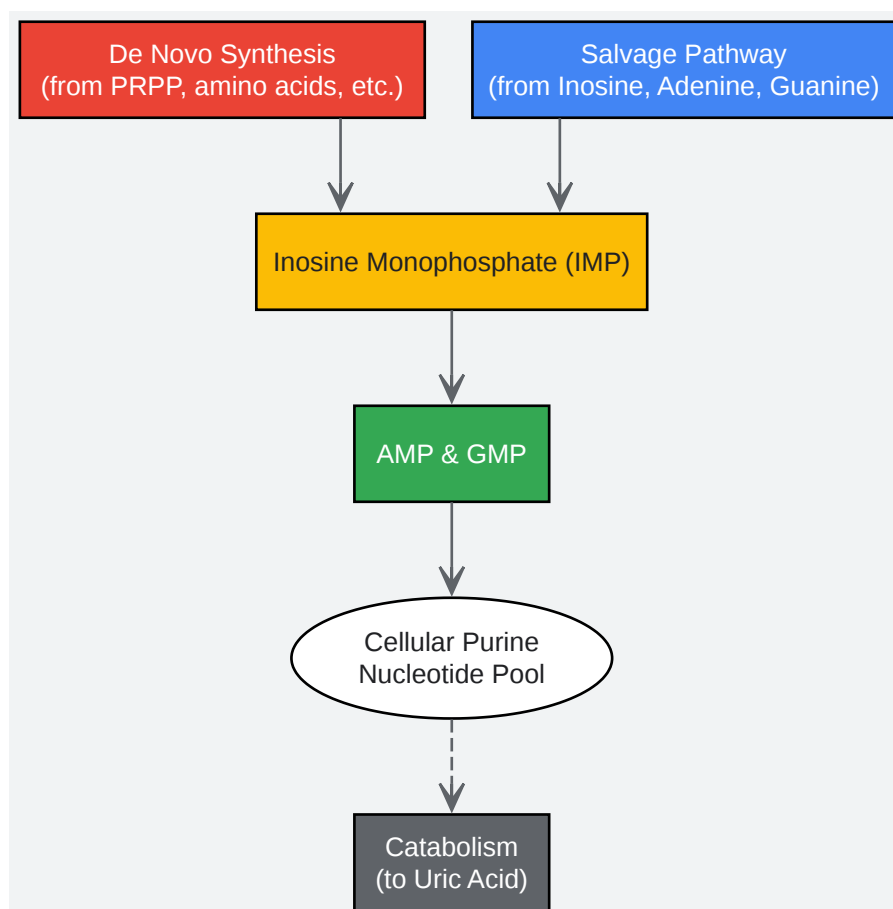 De Novo Synthesis
(from PRPP, amino acids, etc.)
Salvage Pathway
(from Inosine, Adenine, Guanine)
Inosine Monophosphate (IMP)
AMP & GMP
Cellular Purine
Nucleotide Pool
Catabolism
(to Uric Acid)